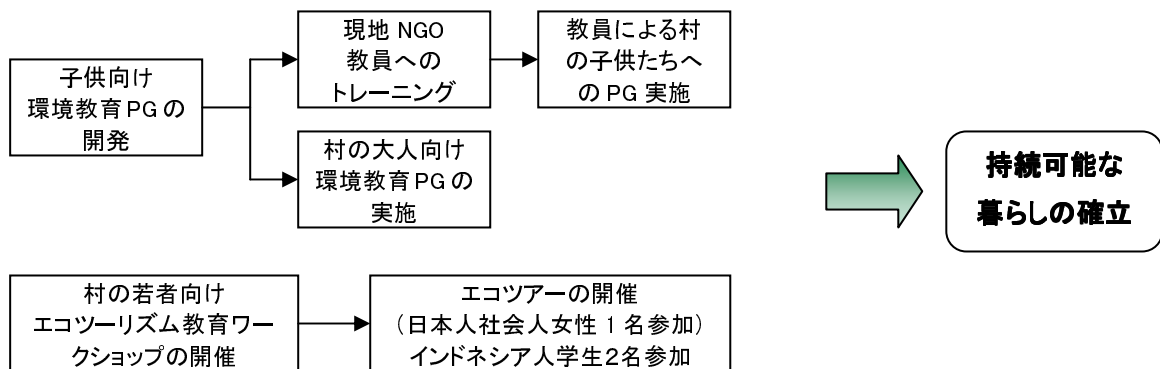 子供向け
環境教育PGの
開発
現地NGO
教員への
トレーニング
教員による村
の子供たちへ
のPG実施
村の大人向け
環境教育PGの
実施
持続可能な
暮らしの確立
村の若者向け
エコツーリズム教育ワー
クショップの開催
エコツアーの開催
（日本人社会人女性1名参加）
インドネシア人学生2名参加